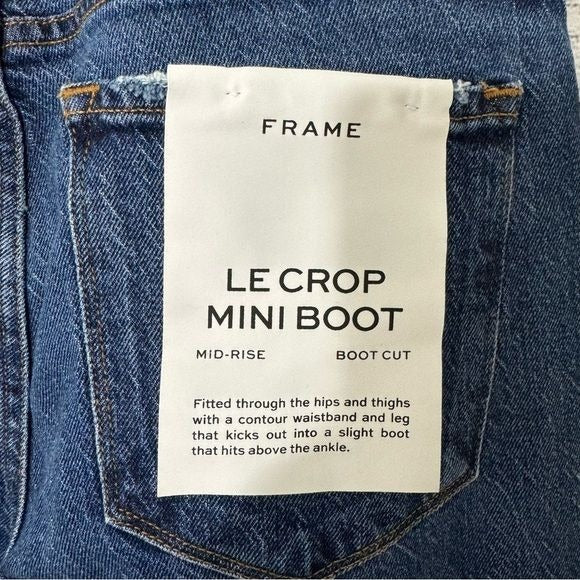 FRAME
LE CROP
MINI BOOT
MID-RISE BOOT CUT
Fitted through the hips and thighs
with a contour waistband and leg
that kicks out into a slight boot
that hits above the ankle.